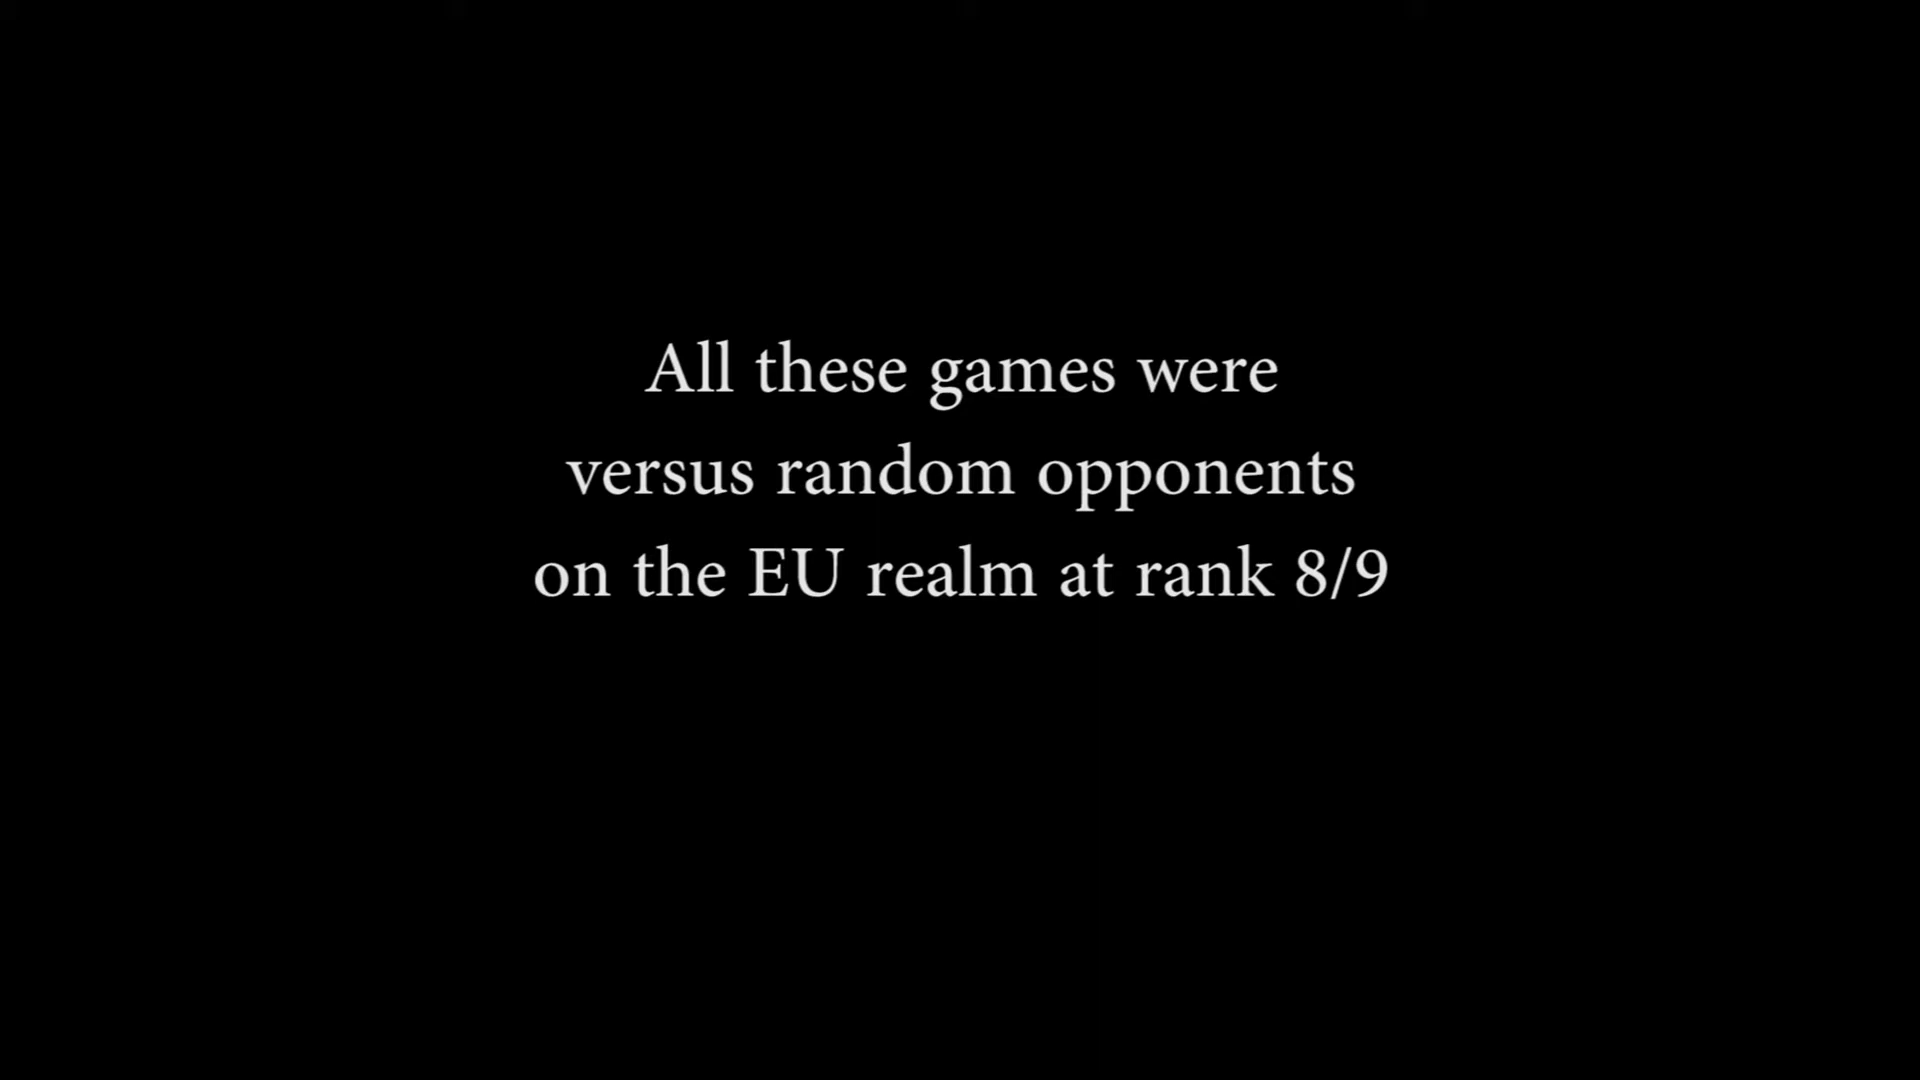 All these games were
versus random opponents
on the EU realm at rank 8/9